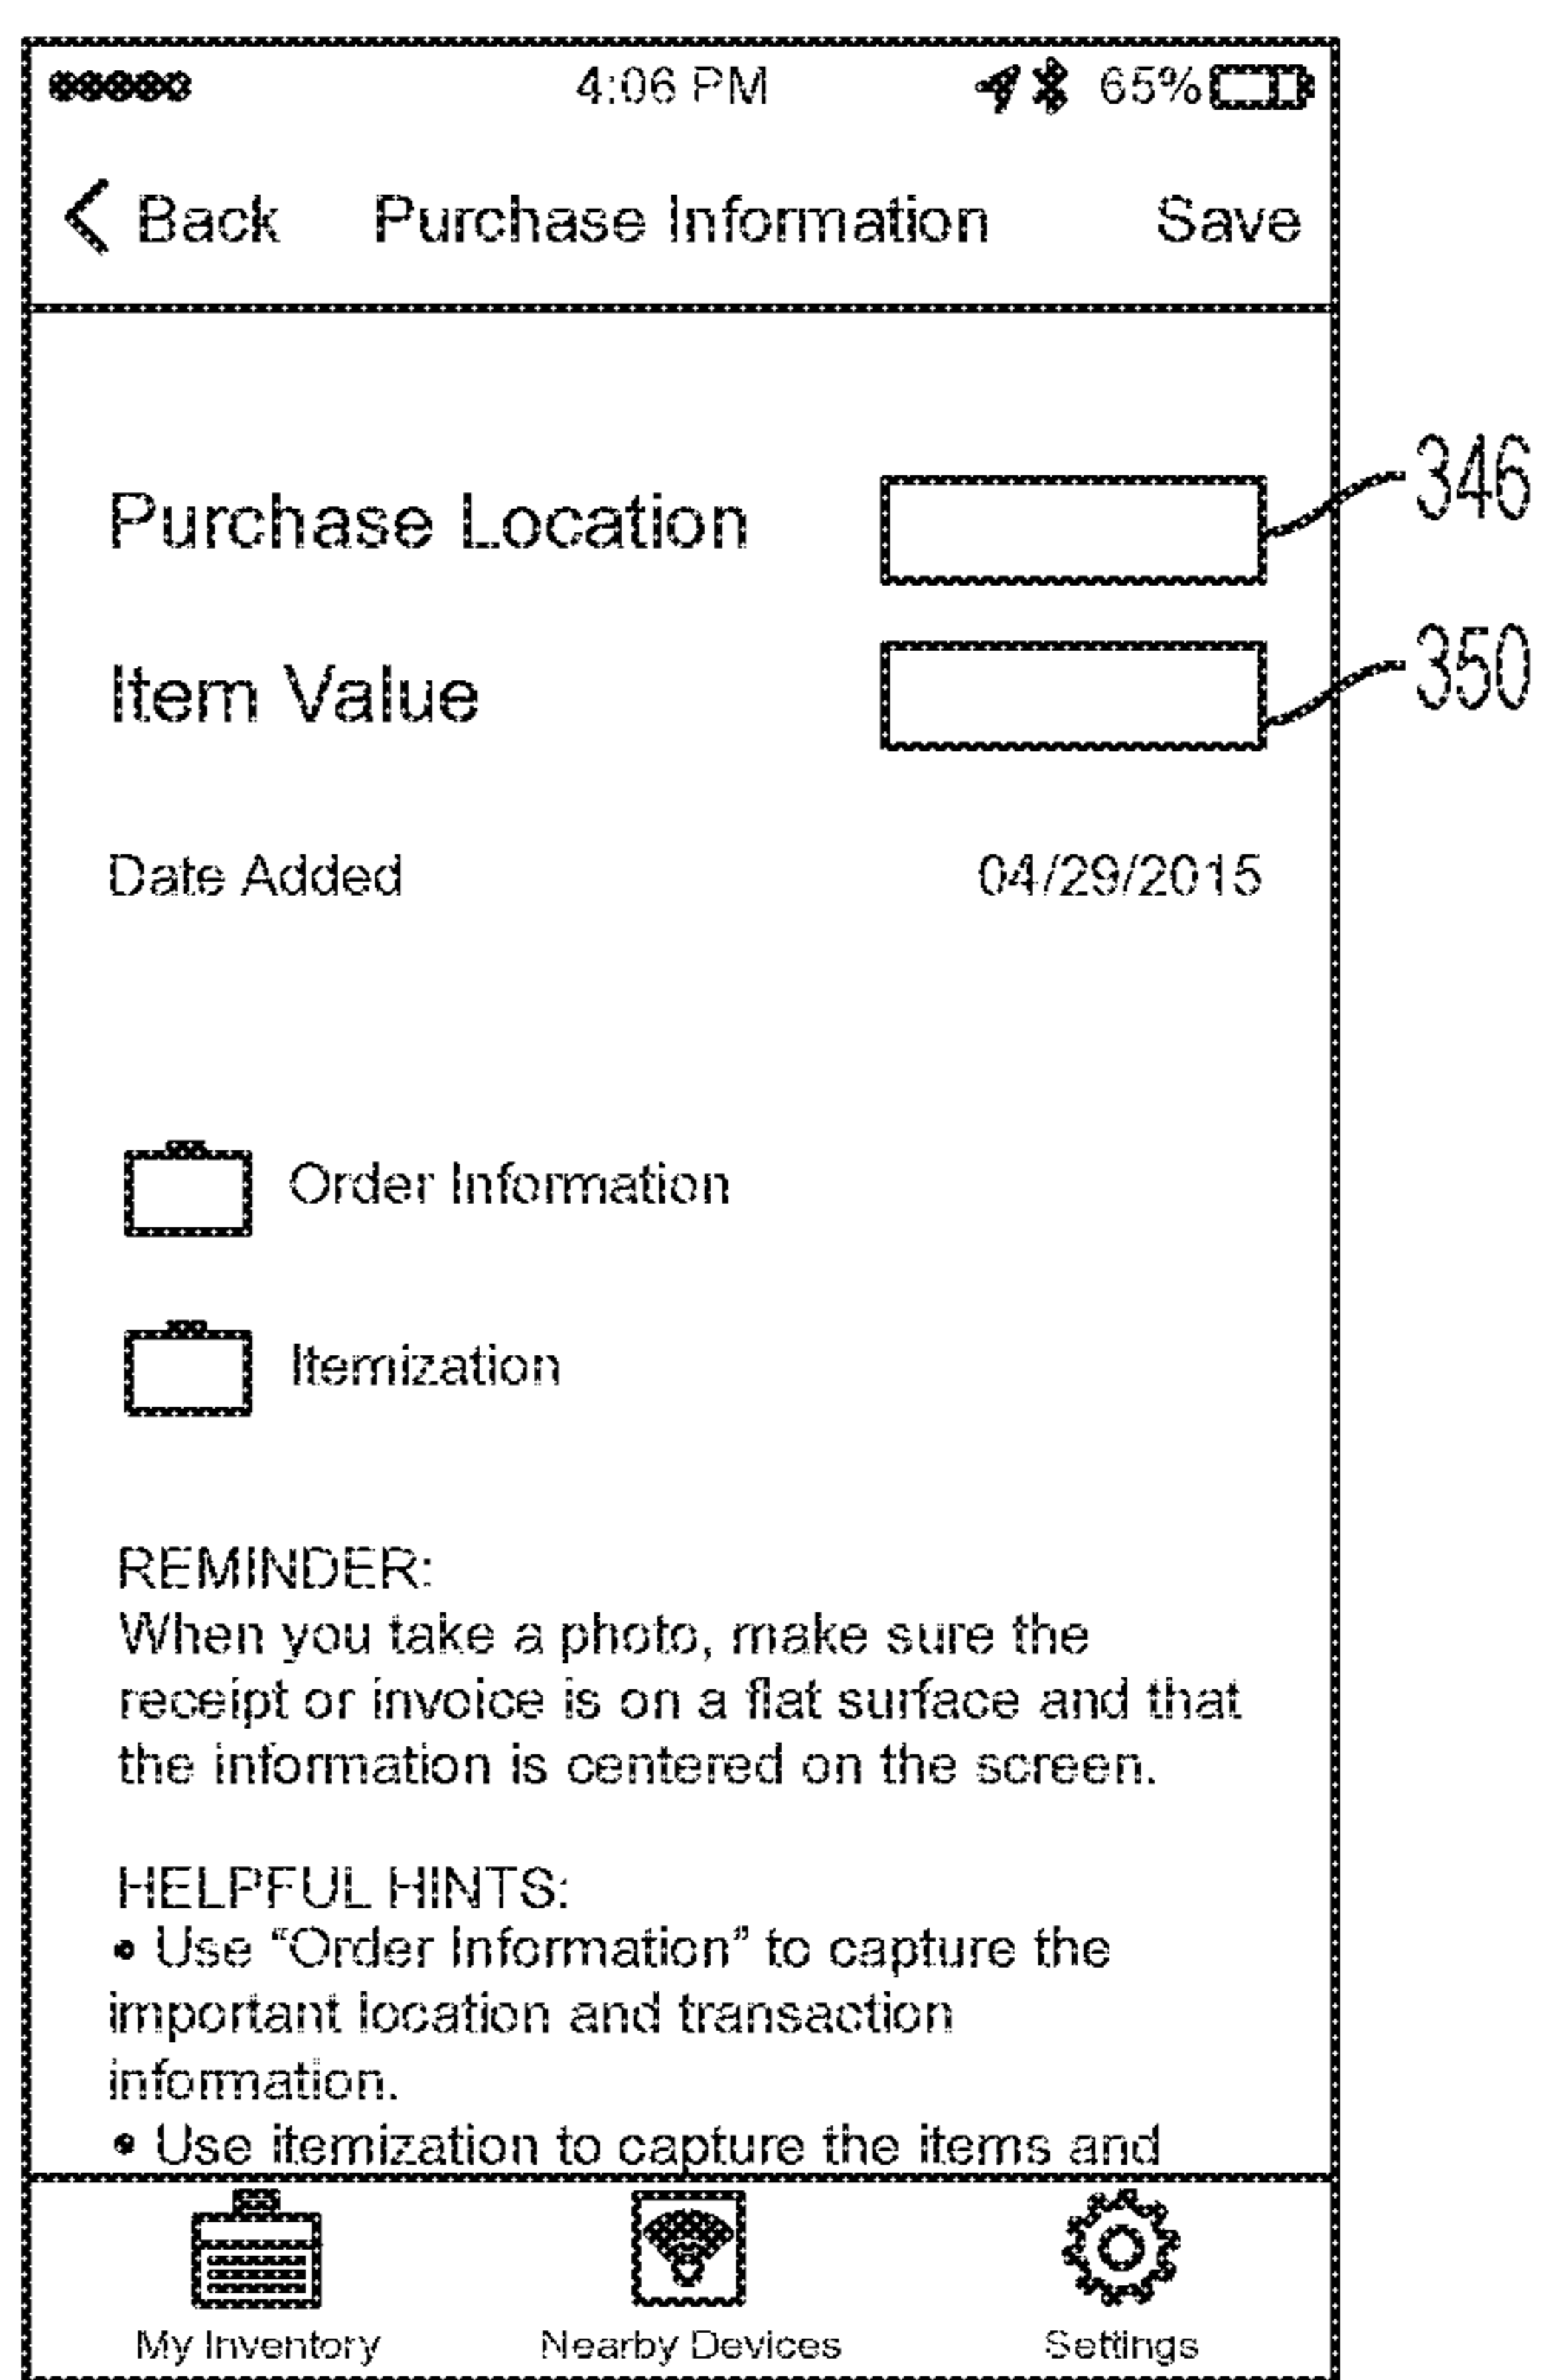 4:06 PM 65%
Back Purchase Information Save
Purchase Location 346
Item Value 350
Date Added 04/29/2015
Order Information
Itemization
REMINDER:
When you take a photo, make sure the
receipt or invoice is on a flat surface and that
the information is centered on the screen.
HELPFUL HINTS:
• Use “Order Information” to capture the
important location and transaction
information.
• Use itemization to capture the items and
My Inventory Nearby Devices Settings